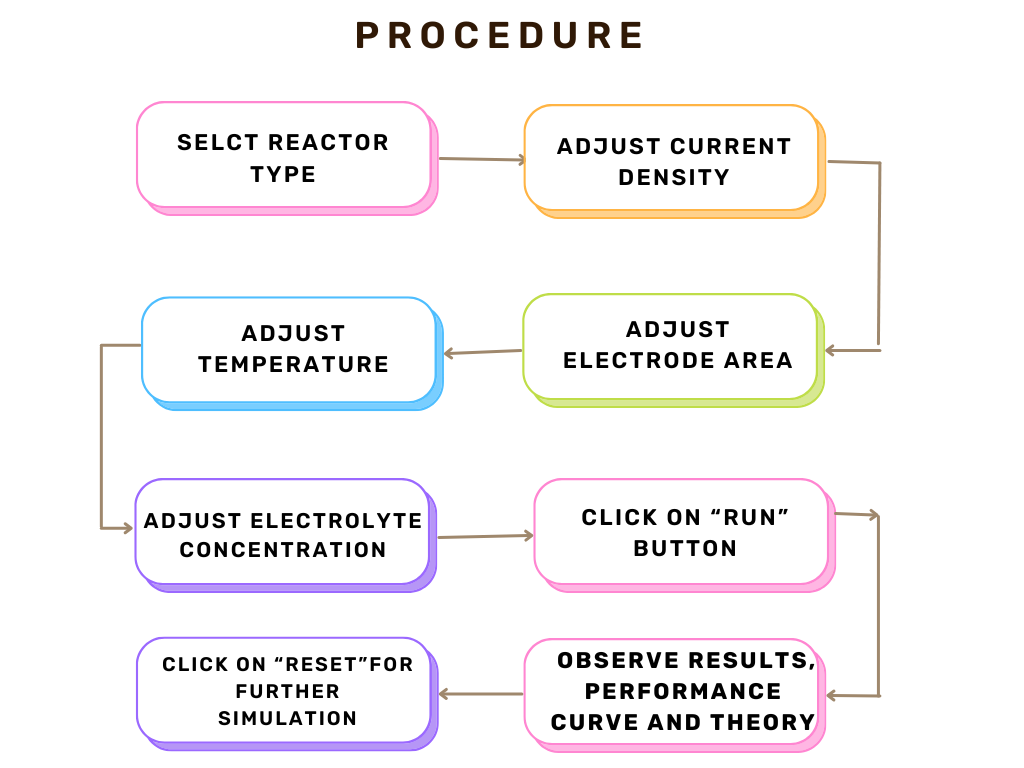 PROCEDURE
SELCT REACTOR
TYPE
ADJUST CURRENT
DENSITY
ADJUST
ELECTRODE AREA
ADJUST
TEMPERATURE
ADJUST ELECTROLYTE
CONCENTRATION
CLICK ON “RUN”
BUTTON
OBSERVE RESULTS,
PERFORMANCE
CURVE AND THEORY
CLICK ON “RESET”FOR
FURTHER
SIMULATION